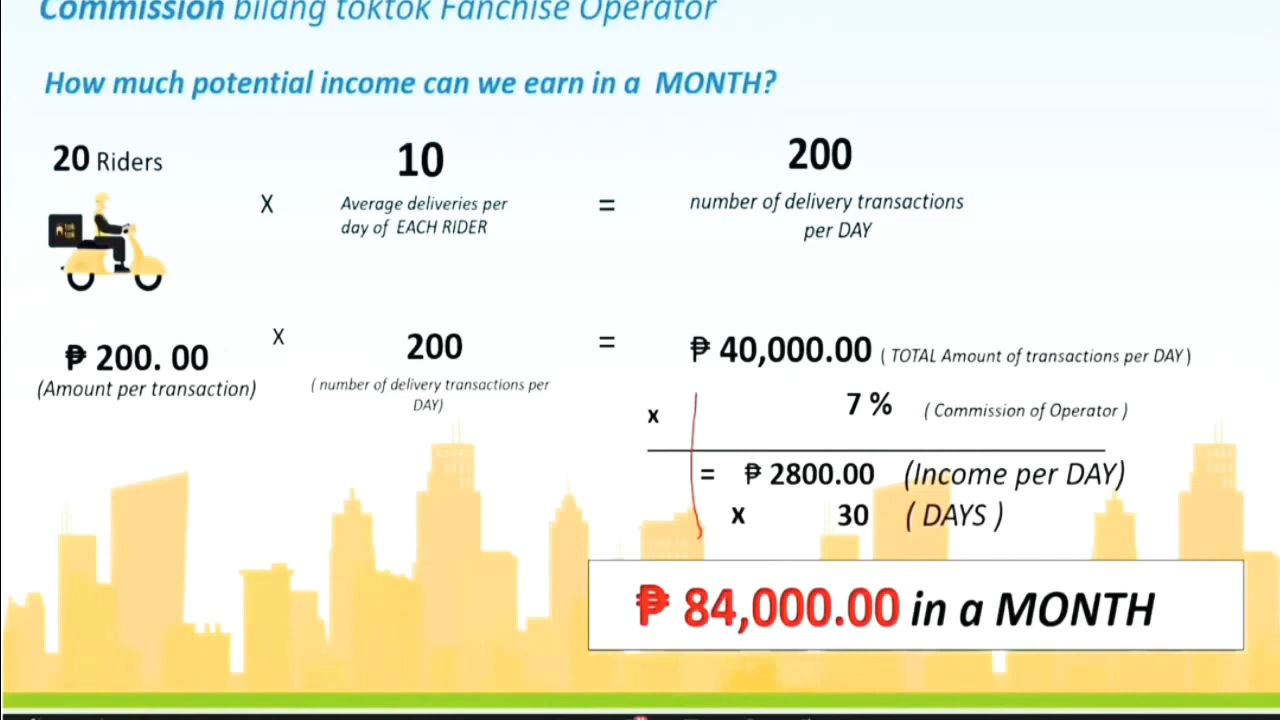 Commission bilang toktok Fanchise Operator
How much potential income can we earn in a MONTH?
20 Riders
X
10
Average deliveries per
day of EACH RIDER
=
200
number of delivery transactions
per DAY
₱ 200. 00
(Amount per transaction)
X
200
( number of delivery transactions per
DAY)
=
₱ 40,000.00 ( TOTAL Amount of transactions per DAY )
x 7 % ( Commission of Operator )
= ₱ 2800.00 (Income per DAY)
x 30 ( DAYS )
₱ 84,000.00 in a MONTH